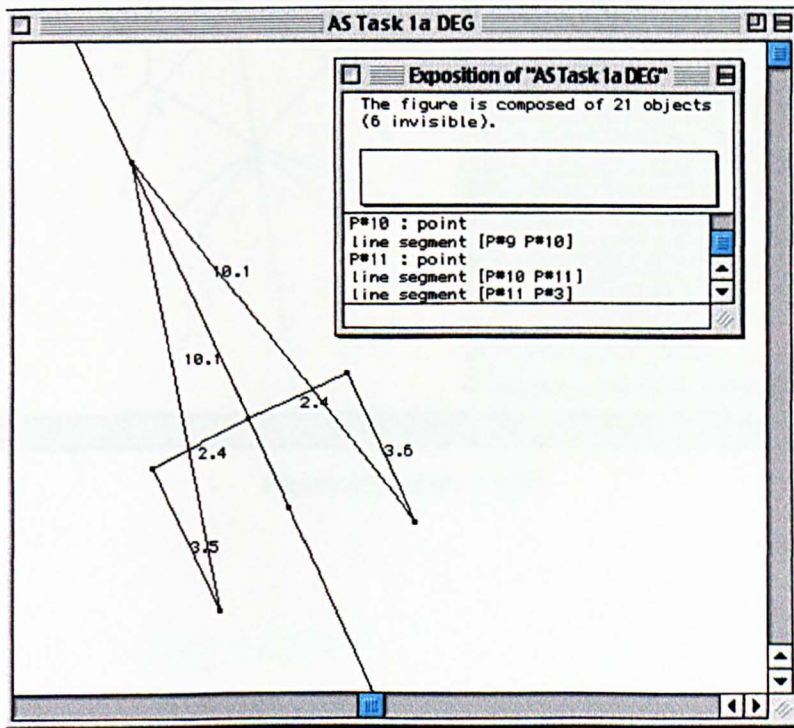 AS Task 1a DEG
Exposition of "AS Task 1a DEG"
The figure is composed of 21 objects
(6 invisible).
P#10 : point
line segment [P#9 P#10]
P#11 : point
line segment [P#10 P#11]
line segment [P#11 P#3]
10.1
10.1
2.4
2.4
3.6
3.5